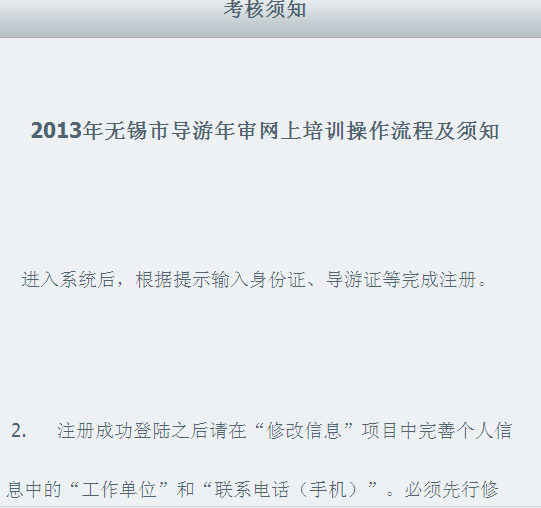 考核须知
2013年无锡市导游年审网上培训操作流程及须知
进入系统后，根据提示输入身份证、导游证等完成注册。
2. 注册成功登陆之后请在“修改信息”项目中完善个人信
息中的“工作单位”和“联系电话（手机）”。必须先行修